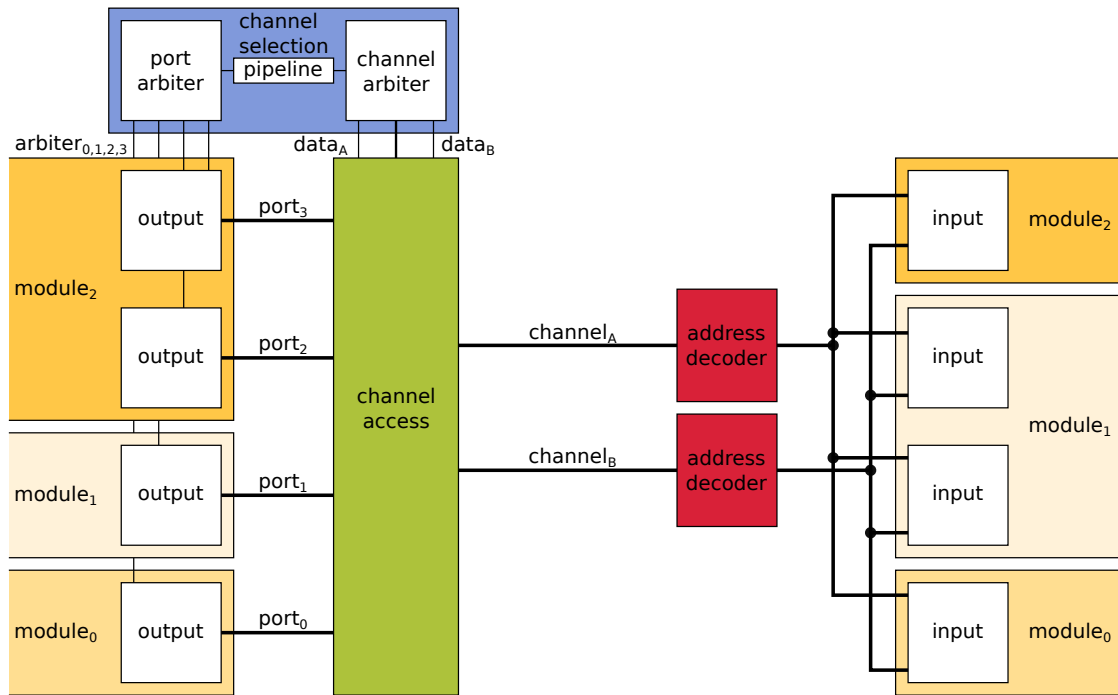 channel
selection
port
arbiter
pipeline
channel
arbiter
arbiter0,1,2,3
dataA
dataB
output
port3
module2
output
port2
channel
access
module1
output
port1
module0
output
port0
channelA
address
decoder
channelB
address
decoder
input
module2
input
module1
input
input
module0